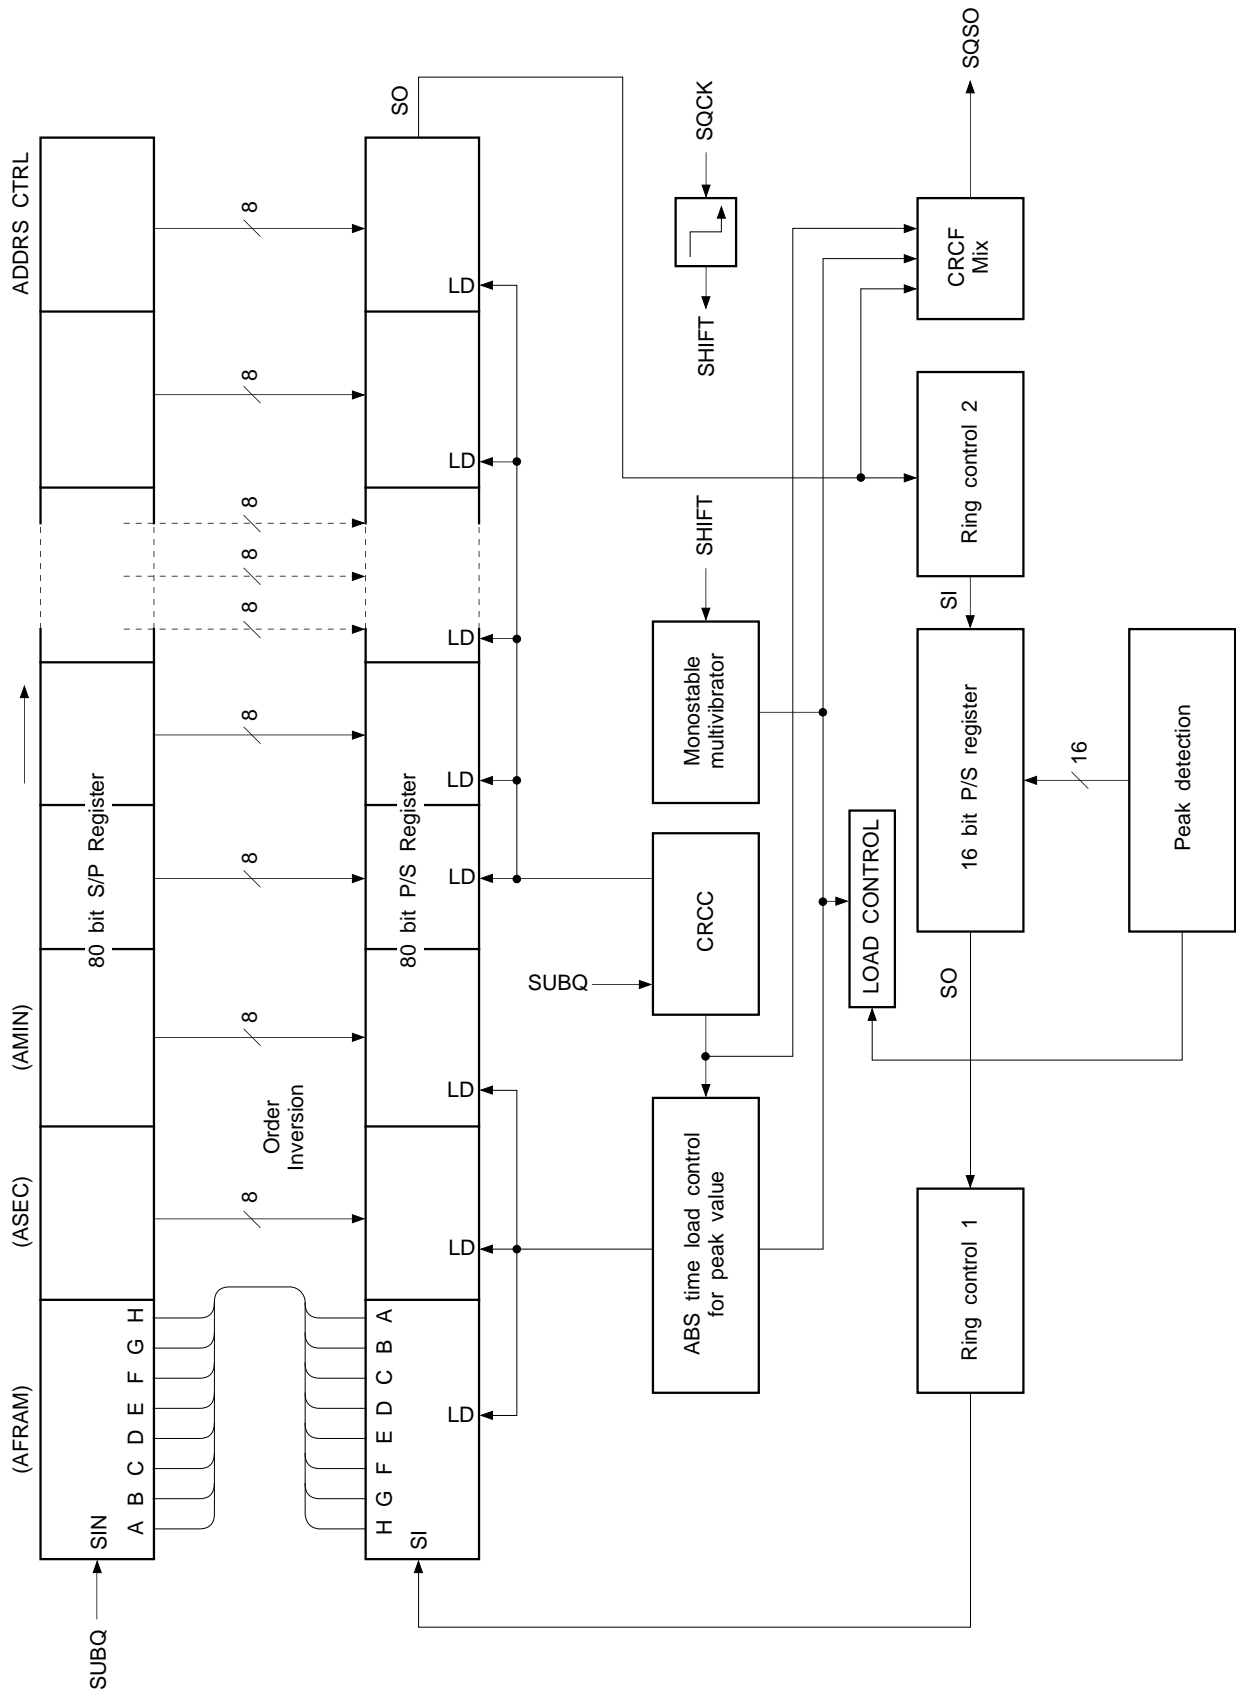 (AFRAM)
(ASEC)
(AMIN)
ADDRS CTRL
SUBQ
SIN
A B C D E F G H
80 bit S/P Register
Order
Inversion
8
8
8
8
8
8
8
8
8
H G F E D C B A
SI
80 bit P/S Register
SO
LD
LD
LD
LD
LD
LD
LD
LD
SUBQ
ABS time load control
for peak value
CRCC
Monostable
multivibrator
SHIFT
SHIFT
SQCK
LOAD CONTROL
Ring control 1
SO
16 bit P/S register
SI
Ring control 2
CRCF
Mix
SQSO
16
Peak detection